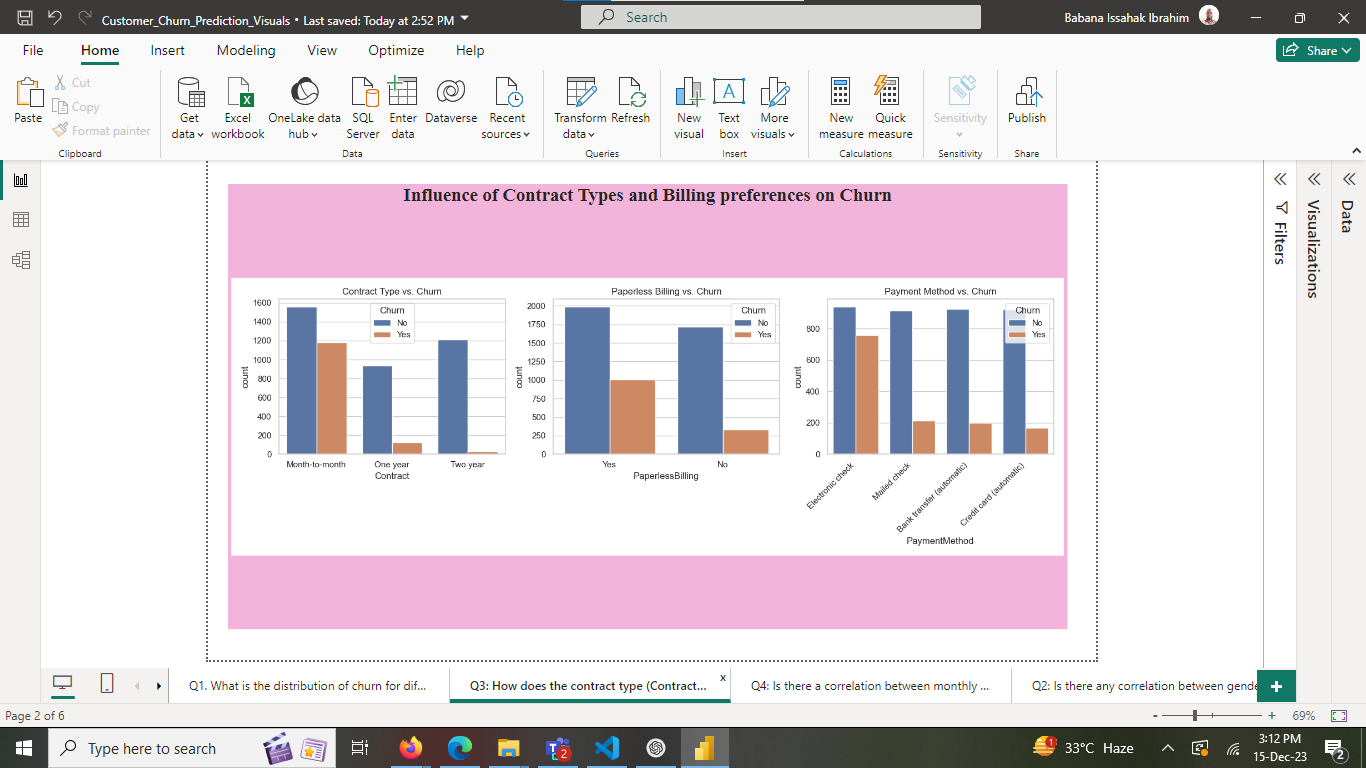 Customer_Churn_Prediction_Visuals • Last saved: Today at 2:52 PM
Search
Babana Issahak Ibrahim
File Home Insert Modeling View Optimize Help
Share
Paste
Cut
Copy
Format painter
Clipboard
Get data
Excel workbook
OneLake data hub
SQL Server
Enter data
Dataverse
Recent sources
Data
Transform data
Refresh
Queries
New visual
Text box
More visuals
Insert
New measure
Quick measure
Calculations
Sensitivity
Sensitivity
Publish
Share
Influence of Contract Types and Billing preferences on Churn
Contract Type vs. Churn
Churn
No
Yes
count
1600
1400
1200
1000
800
600
400
200
0
Month-to-month One year Two year
Contract
Paperless Billing vs. Churn
Churn
No
Yes
count
2000
1750
1500
1250
1000
750
500
250
0
Yes No
PaperlessBilling
Payment Method vs. Churn
Churn
No
Yes
count
800
600
400
200
0
Electronic check
Mailed check
Bank transfer (automatic)
Credit card (automatic)
PaymentMethod
Filters
Visualizations
Data
Q1. What is the distribution of churn for dif...
Q3: How does the contract type (Contract...
x
Q4: Is there a correlation between monthly ...
Q2: Is there any correlation between gende
+
Page 2 of 6
- + 69%
Type here to search
2
1
33°C Haze
3:12 PM
15-Dec-23
2